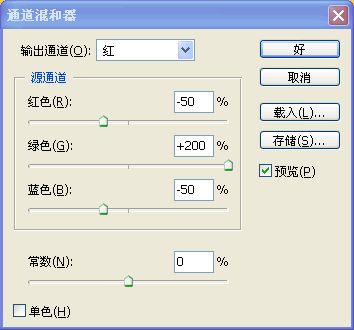 通道混和器
输出通道(O): 红
好
源通道
取消
红色(R): -50 %
载入(L)...
绿色(G): +200 %
存储(S)...
预览(P)
蓝色(B): -50 %
常数(N): 0 %
单色(H)